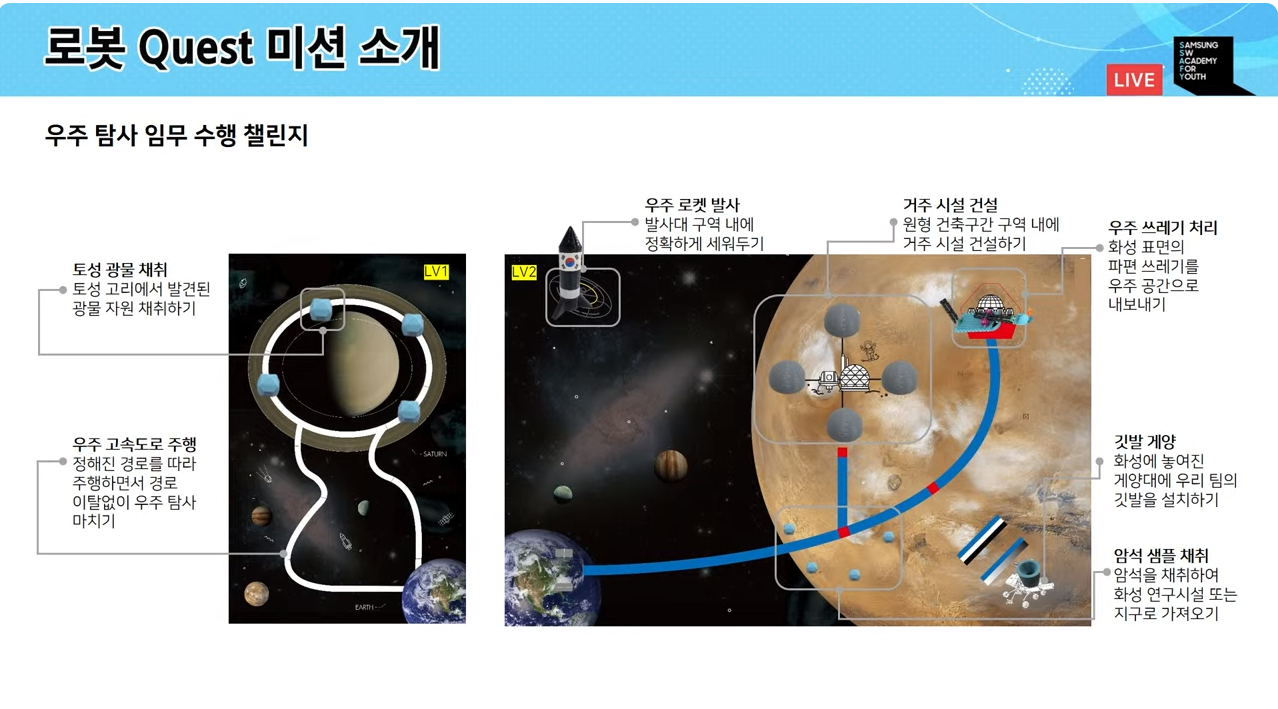 로봇 Quest 미션 소개
LIVE
SAMSUNG
SW
ACADEMY
FOR
YOUTH
우주 탐사 임무 수행 챌린지
토성 광물 채취
토성 고리에서 발견된
광물 자원 채취하기
우주 고속도로 주행
정해진 경로를 따라
주행하면서 경로
이탈없이 우주 탐사
마치기
LV1
SATURN
EARTH
우주 로켓 발사
발사대 구역 내에
정확하게 세워두기
LV2
거주 시설 건설
원형 건축구간 구역 내에
거주 시설 건설하기
우주 쓰레기 처리
화성 표면의
파편 쓰레기를
우주 공간으로
내보내기
깃발 게양
화성에 놓여진
게양대에 우리 팀의
깃발을 설치하기
암석 샘플 채취
암석을 채취하여
화성 연구시설 또는
지구로 가져오기